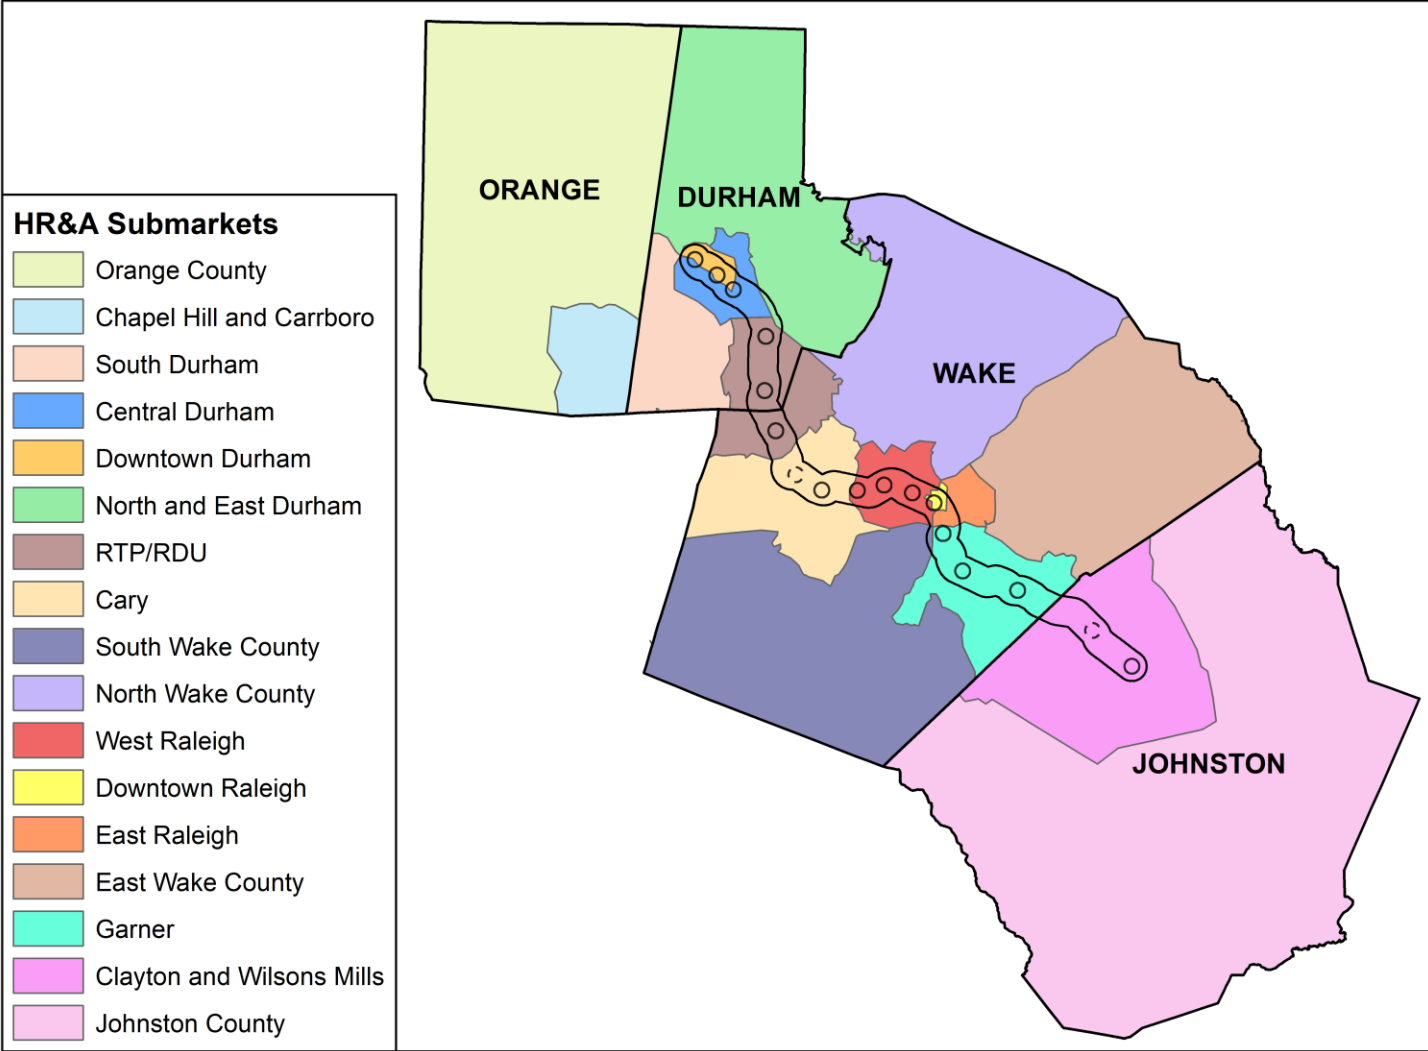 ORANGE
DURHAM
WAKE
JOHNSTON
HR&A Submarkets
Orange County
Chapel Hill and Carrboro
South Durham
Central Durham
Downtown Durham
North and East Durham
RTP/RDU
Cary
South Wake County
North Wake County
West Raleigh
Downtown Raleigh
East Raleigh
East Wake County
Garner
Clayton and Wilsons Mills
Johnston County